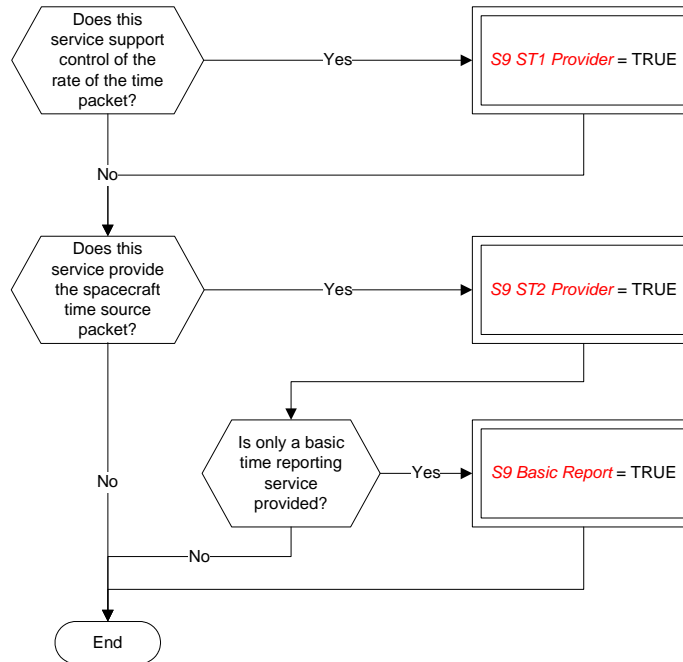 Does this
service support
control of the
rate of the time
packet?
Yes
S9 ST1 Provider = TRUE
No
Does this
service provide
the spacecraft
time source
packet?
Yes
S9 ST2 Provider = TRUE
Is only a basic
time reporting
service
provided?
Yes
S9 Basic Report = TRUE
No
No
End